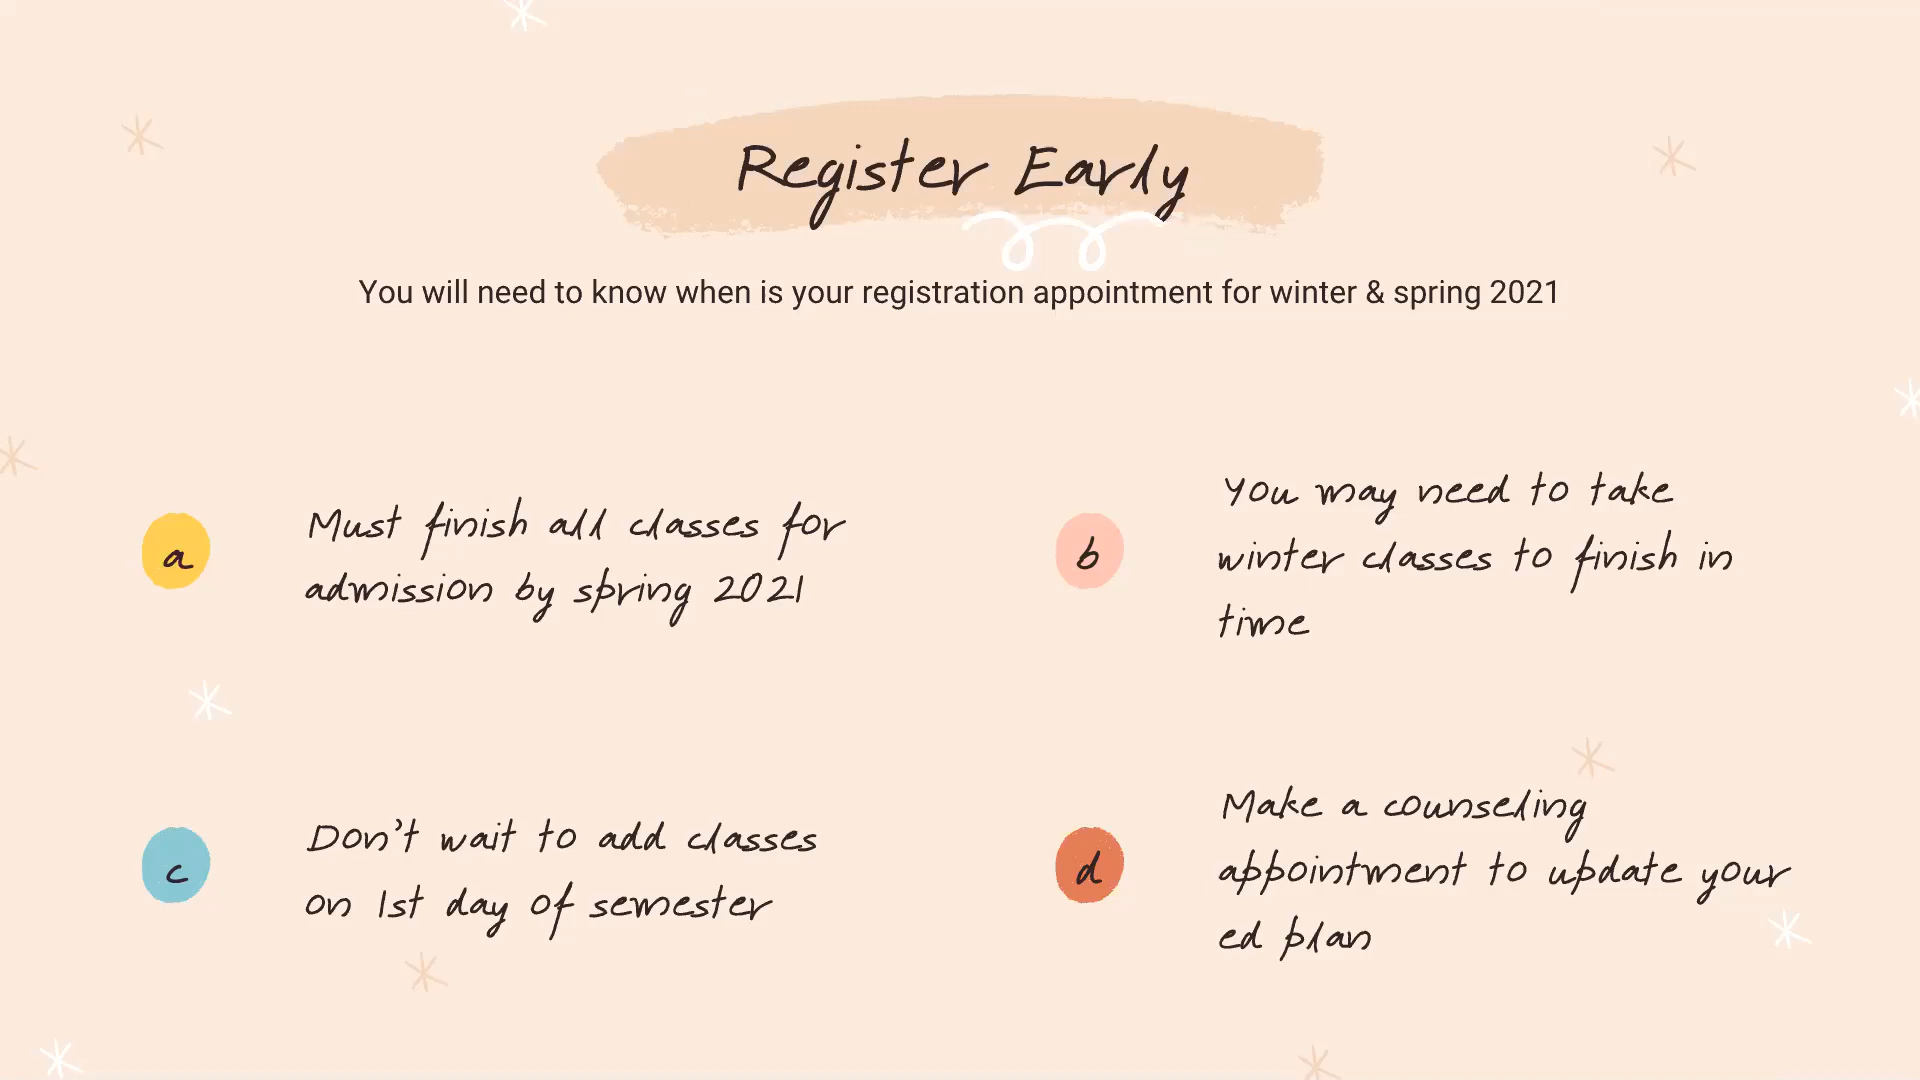 Register Early
You will need to know when is your registration appointment for winter & spring 2021
a
Must finish all classes for
admission by spring 2021
b
You may need to take
winter classes to finish in
time
c
Don't wait to add classes
on 1st day of semester
d
Make a counseling
appointment to update your
ed plan